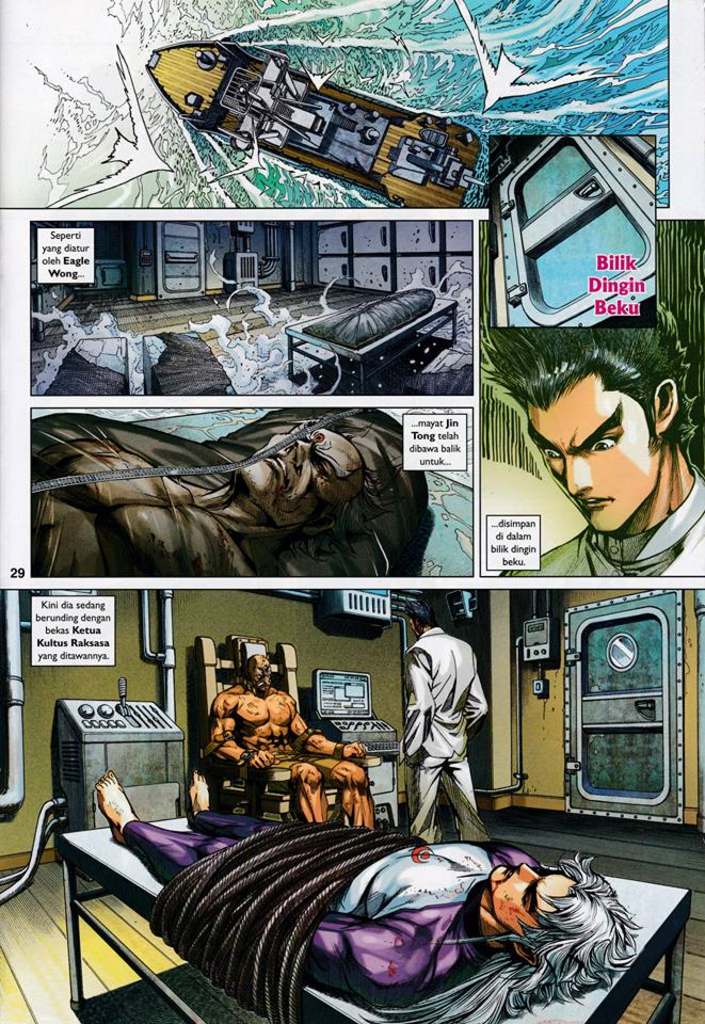 Seperti
yang diatur
oleh Eagle
Wong...
Bilik
Dingin
Beku
...mayat Jin
Tong telah
dibawa balik
untuk...
...disimpan
di dalam
bilik dingin
beku.
29
Kini dia sedang
berunding dengan
bekas Ketua
Kultus Raksasa
yang ditawannya.